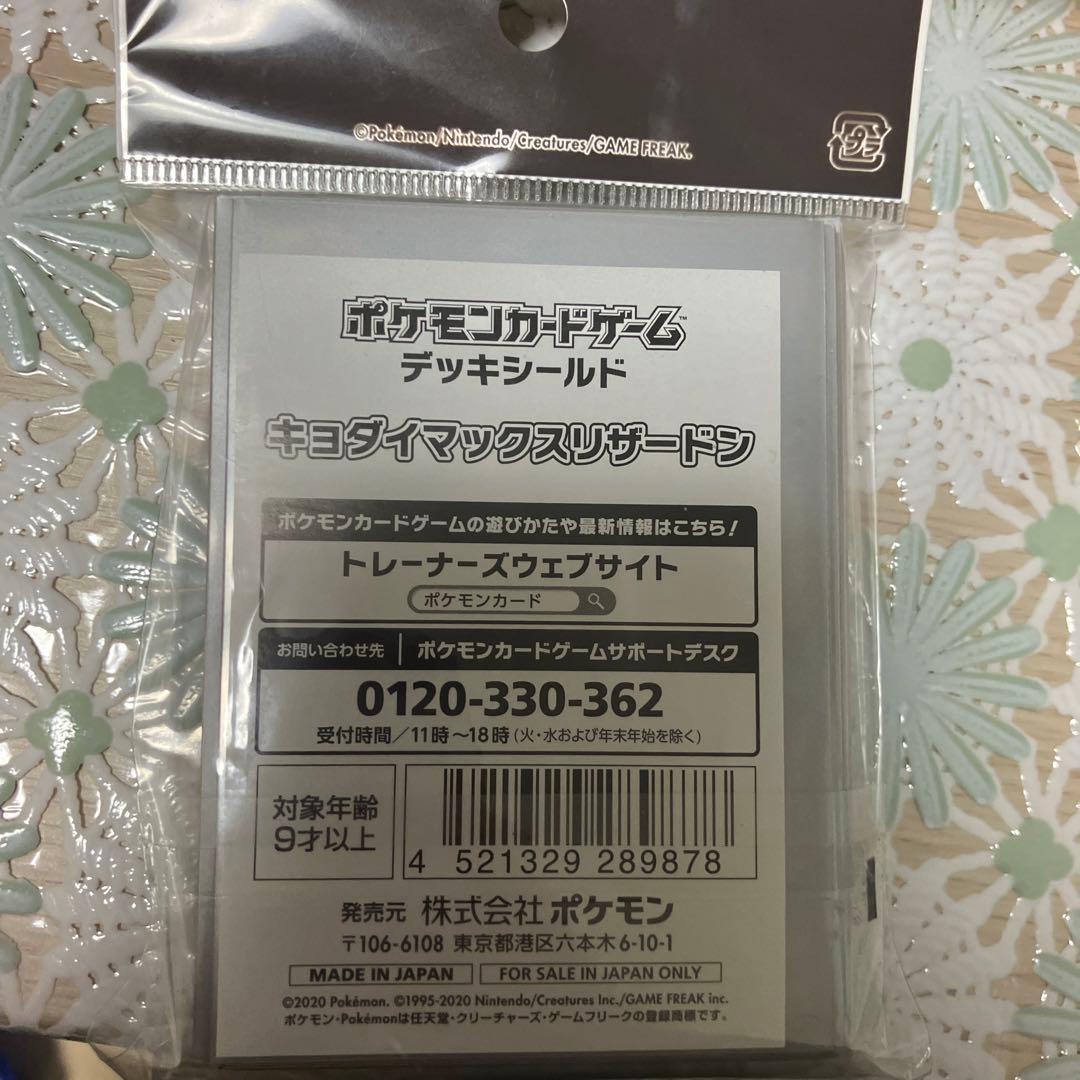 ©Pokémon/Nintendo/Creatures/GAME FREAK.
プラ
ポケモンカードゲーム™
デッキシールド
キョダイマックスリザードン
ポケモンカードゲームの遊びかたや最新情報はこちら!
トレーナーズウェブサイト
ポケモンカード
お問い合わせ先 | ポケモンカードゲームサポートデスク
0120-330-362
受付時間/11時~18時(火・水および年末年始を除く)
対象年齢
9才以上
4 521329 289878
発売元 株式会社ポケモン
〒106-6108 東京都港区六本木6-10-1
MADE IN JAPAN FOR SALE IN JAPAN ONLY
©2020 Pokémon. ©1995-2020 Nintendo/Creatures Inc./GAME FREAK inc.
ポケモン・Pokémonは任天堂・クリーチャーズ・ゲームフリークの登録商標です。